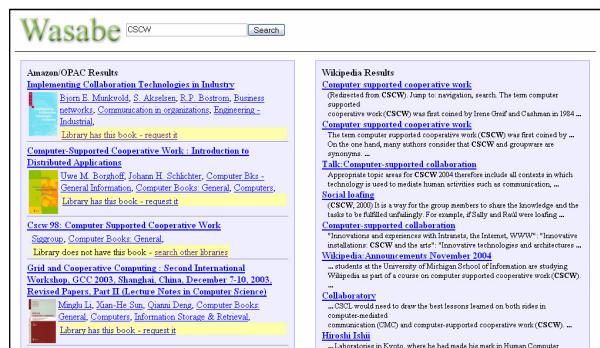 Wasabe CSCW Search
Amazon/OPAC Results
Implementing Collaboration Technologies in Industry
Bjorn E. Munkvold, S. Akselsen, R.P. Bostrom, Business
networks, Communication in organizations, Engineering -
Industrial,
Library has this book - request it
Computer-Supported Cooperative Work : Introduction to
Distributed Applications
Uwe M. Borghoff, Johann H. Schlichter, Computer Bks -
General Information, Computer Books: General, Computers,
Library has this book - request it
Cscw 98: Computer Supported Cooperative Work
Siggroup, Computer Books: General,
Library does not have this book - search other libraries
Grid and Cooperative Computing : Second International
Workshop, GCC 2003, Shanghai, China, December 7-10, 2003,
Revised Papers, Part II (Lecture Notes in Computer Science)
Minglu Li, Xian-He Sun, Qianni Deng, Computer Books:
General, Computers, Information Storage & Retrieval,
Library has this book - request it
Wikipedia Results
Computer supported cooperative work
(Redirected from CSCW). Jump to: navigation, search. The term computer
supported
cooperative work (CSCW) was first coined by Irene Greif and Cashman in 1984 ...
Computer supported cooperative work
The term computer supported cooperative work (CSCW) was first coined by ...
On the one hand, many authors consider that CSCW and groupware are
synonyms. ...
Talk:Computer-supported collaboration
Appropriate topic areas for CSCW 2004 therefore include all contexts in which
technology is used to mediate human activities such as communication, ...
Social loafing
(CSCW, 2000) It is a way for the group members to share the knowledge and the
tasks to be fulfilled unfailingly. For example, if Sally and Raúl were loafing ...
Computer-supported collaboration
"Innovations and experiences with Intranets, the Internet, WWW": "Innovative
installations: CSCW and the arts": "Innovative technologies and architectures ...
Wikipedia:Announcements November 2004
... students at the University of Michigan School of Information are studying
Wikipedia as part of a course on computer supported cooperative work (CSCW).
...
Collaboratory
... CSCL would need to draw the best lessons learned on both sides in
computer-mediated
communication (CMC) and computer-supported cooperative work (CSCW). ...
Hiroshi Ishii
... Laboratories in Kyoto, where he had made his mark in Human Computer